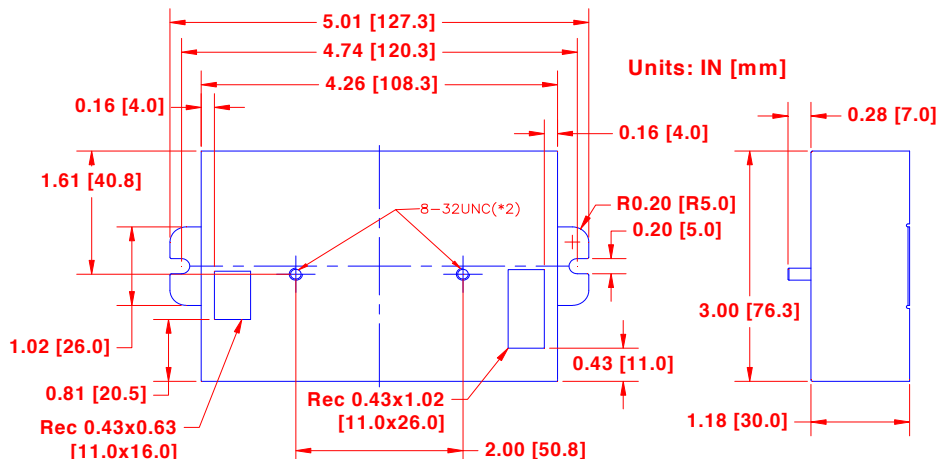 5.01 [127.3]
4.74 [120.3]
Units: IN [mm]
4.26 [108.3]
0.16 [4.0]
0.28 [7.0]
0.16 [4.0]
1.61 [40.8]
8-32UNC(*2)
R0.20 [R5.0]
0.20 [5.0]
3.00 [76.3]
1.02 [26.0]
0.43 [11.0]
0.81 [20.5]
Rec 0.43x1.02
[11.0x26.0]
1.18 [30.0]
Rec 0.43x0.63
[11.0x16.0]
2.00 [50.8]